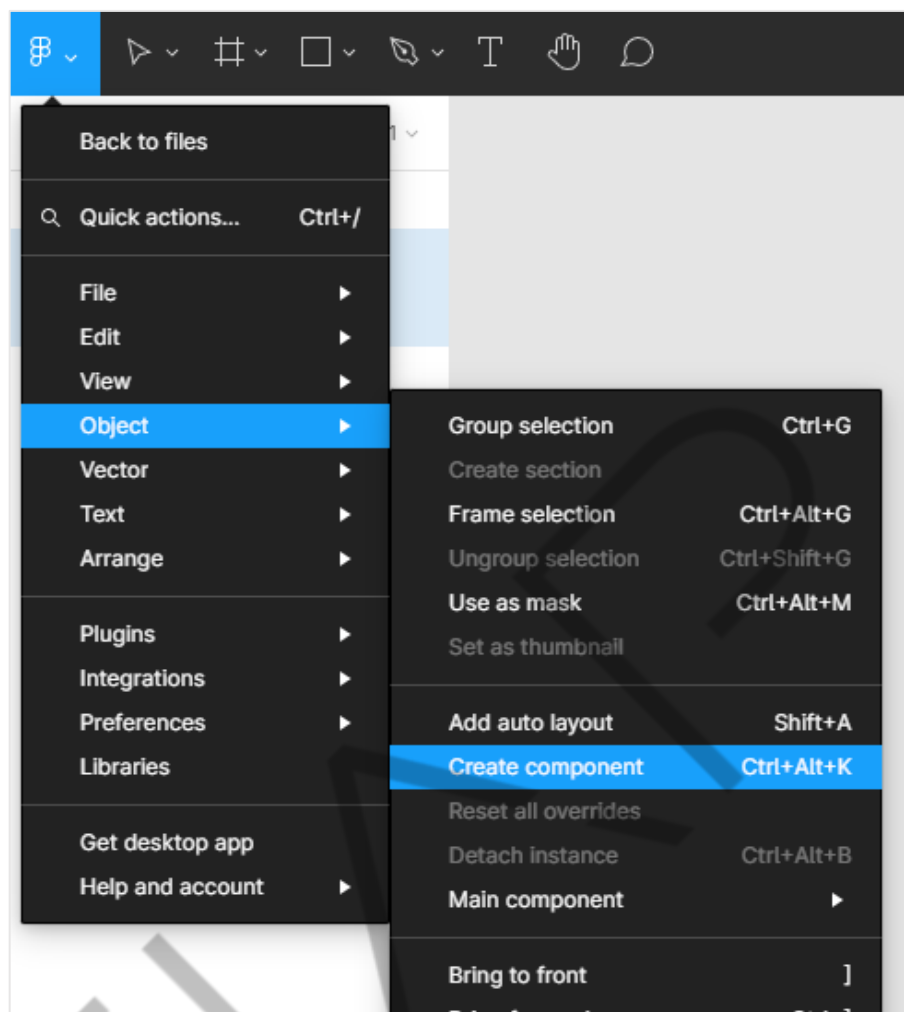 Back to files
Quick actions... Ctrl+/
File
Edit
View
Object
Vector
Text
Arrange
Plugins
Integrations
Preferences
Libraries
Get desktop app
Help and account
Group selection Ctrl+G
Create section
Frame selection Ctrl+Alt+G
Ungroup selection Ctrl+Shift+G
Use as mask Ctrl+Alt+M
Set as thumbnail
Add auto layout Shift+A
Create component Ctrl+Alt+K
Reset all overrides
Detach instance Ctrl+Alt+B
Main component
Bring to front ]